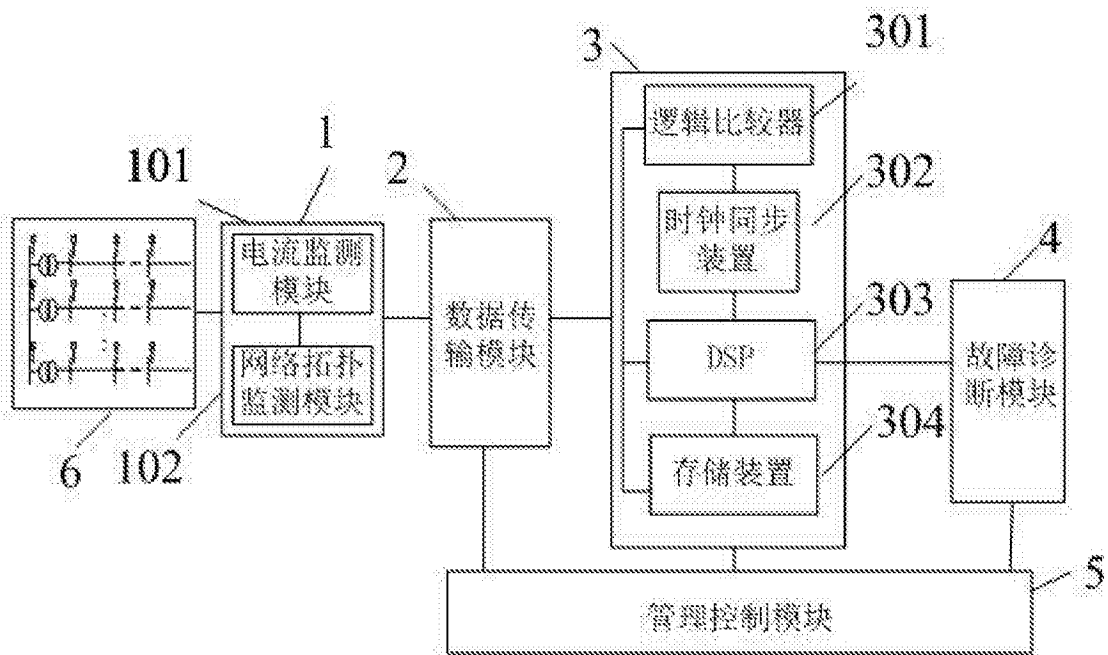 301
3
逻辑比较器
1
101
2
302
时钟同步
装置
4
电流监测
模块
303
数据传
输模块
DSP
故障诊
断模块
网络拓扑
监测模块
304
6
102
存储装置
5
管理控制模块